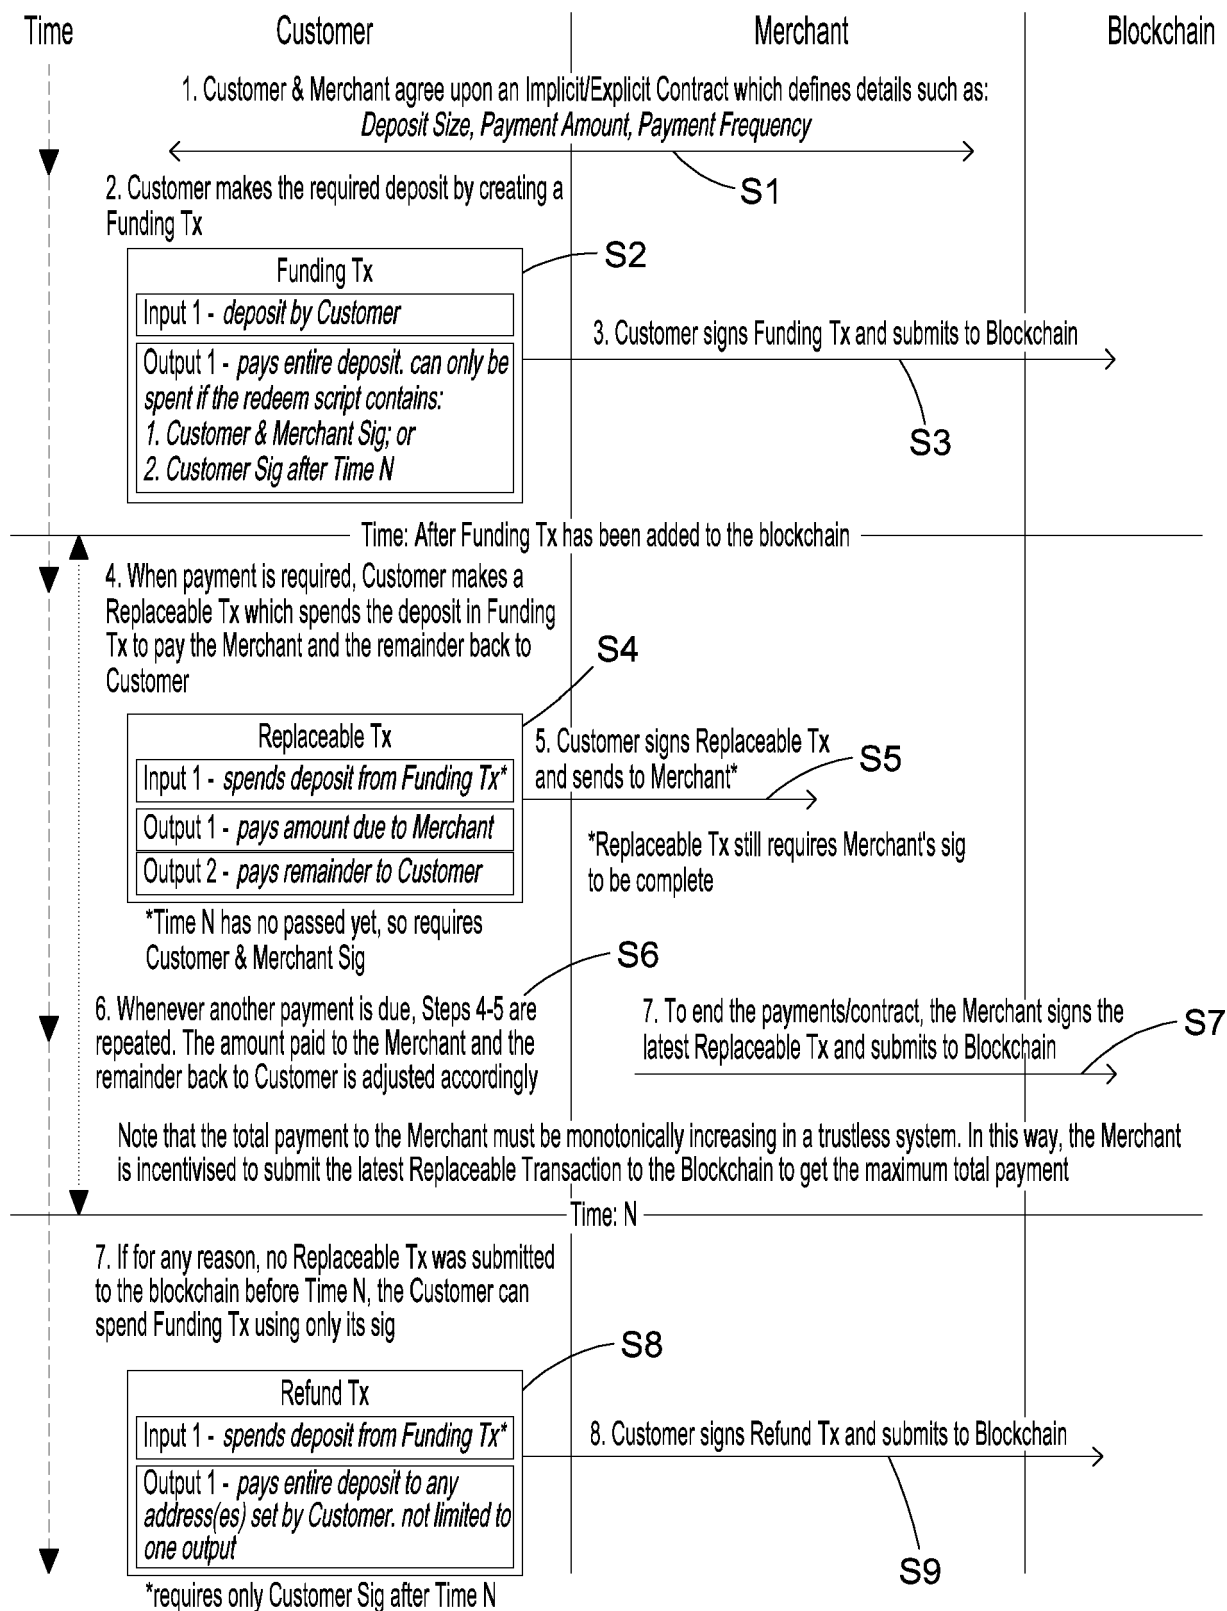 Time
Customer
Merchant
Blockchain
1. Customer & Merchant agree upon an Implicit/Explicit Contract which defines details such as:
Deposit Size, Payment Amount, Payment Frequency
S1
2. Customer makes the required deposit by creating a
Funding Tx
S2
Funding Tx
Input 1 - deposit by Customer
Output 1 - pays entire deposit. can only be
spent if the redeem script contains:
1. Customer & Merchant Sig; or
2. Customer Sig after Time N
3. Customer signs Funding Tx and submits to Blockchain
S3
Time: After Funding Tx has been added to the blockchain
4. When payment is required, Customer makes a
Replaceable Tx which spends the deposit in Funding
Tx to pay the Merchant and the remainder back to
Customer
S4
Replaceable Tx
Input 1 - spends deposit from Funding Tx*
Output 1 - pays amount due to Merchant
Output 2 - pays remainder to Customer
*Time N has no passed yet, so requires
Customer & Merchant Sig
5. Customer signs Replaceable Tx
and sends to Merchant*
S5
*Replaceable Tx still requires Merchant's sig
to be complete
S6
6. Whenever another payment is due, Steps 4-5 are
repeated. The amount paid to the Merchant and the
remainder back to Customer is adjusted accordingly
7. To end the payments/contract, the Merchant signs the
latest Replaceable Tx and submits to Blockchain
S7
Note that the total payment to the Merchant must be monotonically increasing in a trustless system. In this way, the Merchant
is incentivised to submit the latest Replaceable Transaction to the Blockchain to get the maximum total payment
Time: N
7. If for any reason, no Replaceable Tx was submitted
to the blockchain before Time N, the Customer can
spend Funding Tx using only its sig
S8
Refund Tx
Input 1 - spends deposit from Funding Tx*
Output 1 - pays entire deposit to any
address(es) set by Customer. not limited to
one output
*requires only Customer Sig after Time N
8. Customer signs Refund Tx and submits to Blockchain
S9